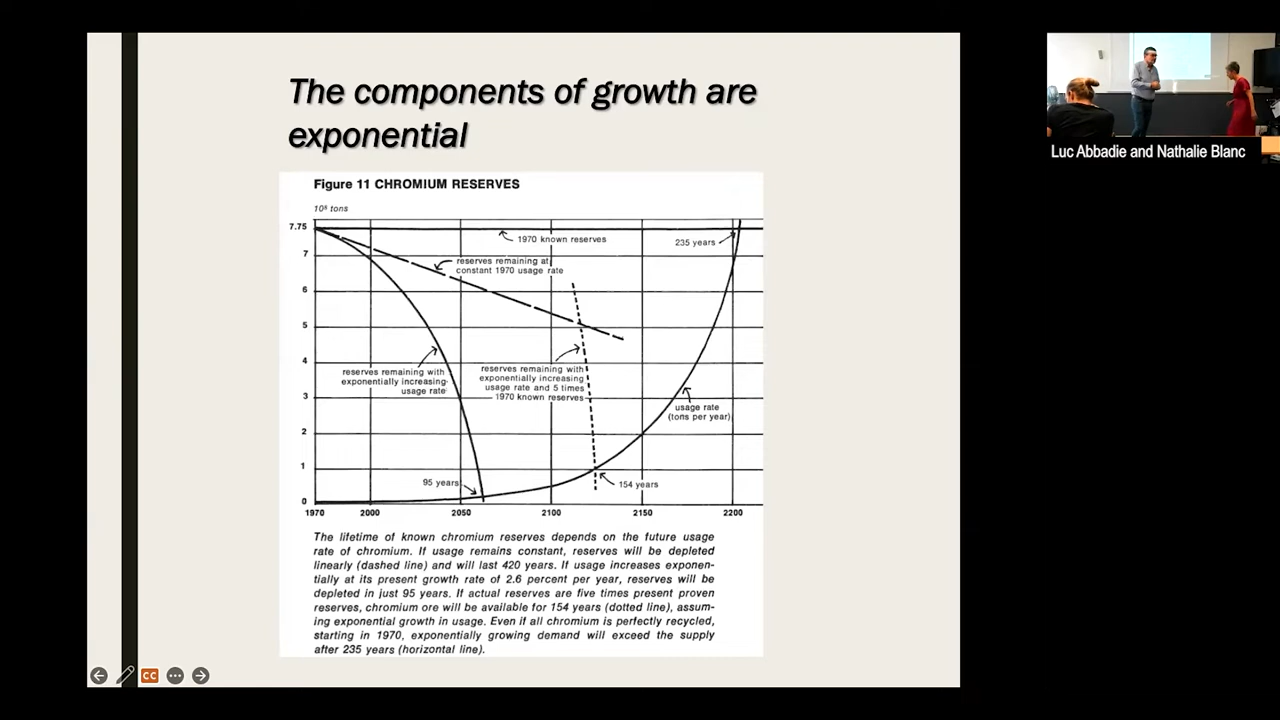 The components of growth are
exponential
Figure 11 CHROMIUM RESERVES
10⁸ tons
7.75
7
6
5
4
3
2
1
0
1970 known reserves
235 years
reserves remaining at
constant 1970 usage rate
reserves remaining with
exponentially increasing
usage rate
reserves remaining with
exponentially increasing
usage rate and 5 times
1970 known reserves
usage rate
(tons per year)
95 years
154 years
1970 2000 2050 2100 2150 2200
The lifetime of known chromium reserves depends on the future usage
rate of chromium. If usage remains constant, reserves will be depleted
linearly (dashed line) and will last 420 years. If usage increases exponen-
tially at its present growth rate of 2.6 percent per year, reserves will be
depleted in just 95 years. If actual reserves are five times present proven
reserves, chromium ore will be available for 154 years (dotted line), assum-
ing exponential growth in usage. Even if all chromium is perfectly recycled,
starting in 1970, exponentially growing demand will exceed the supply
after 235 years (horizontal line).
CC
Luc Abbadie and Nathalie Blanc